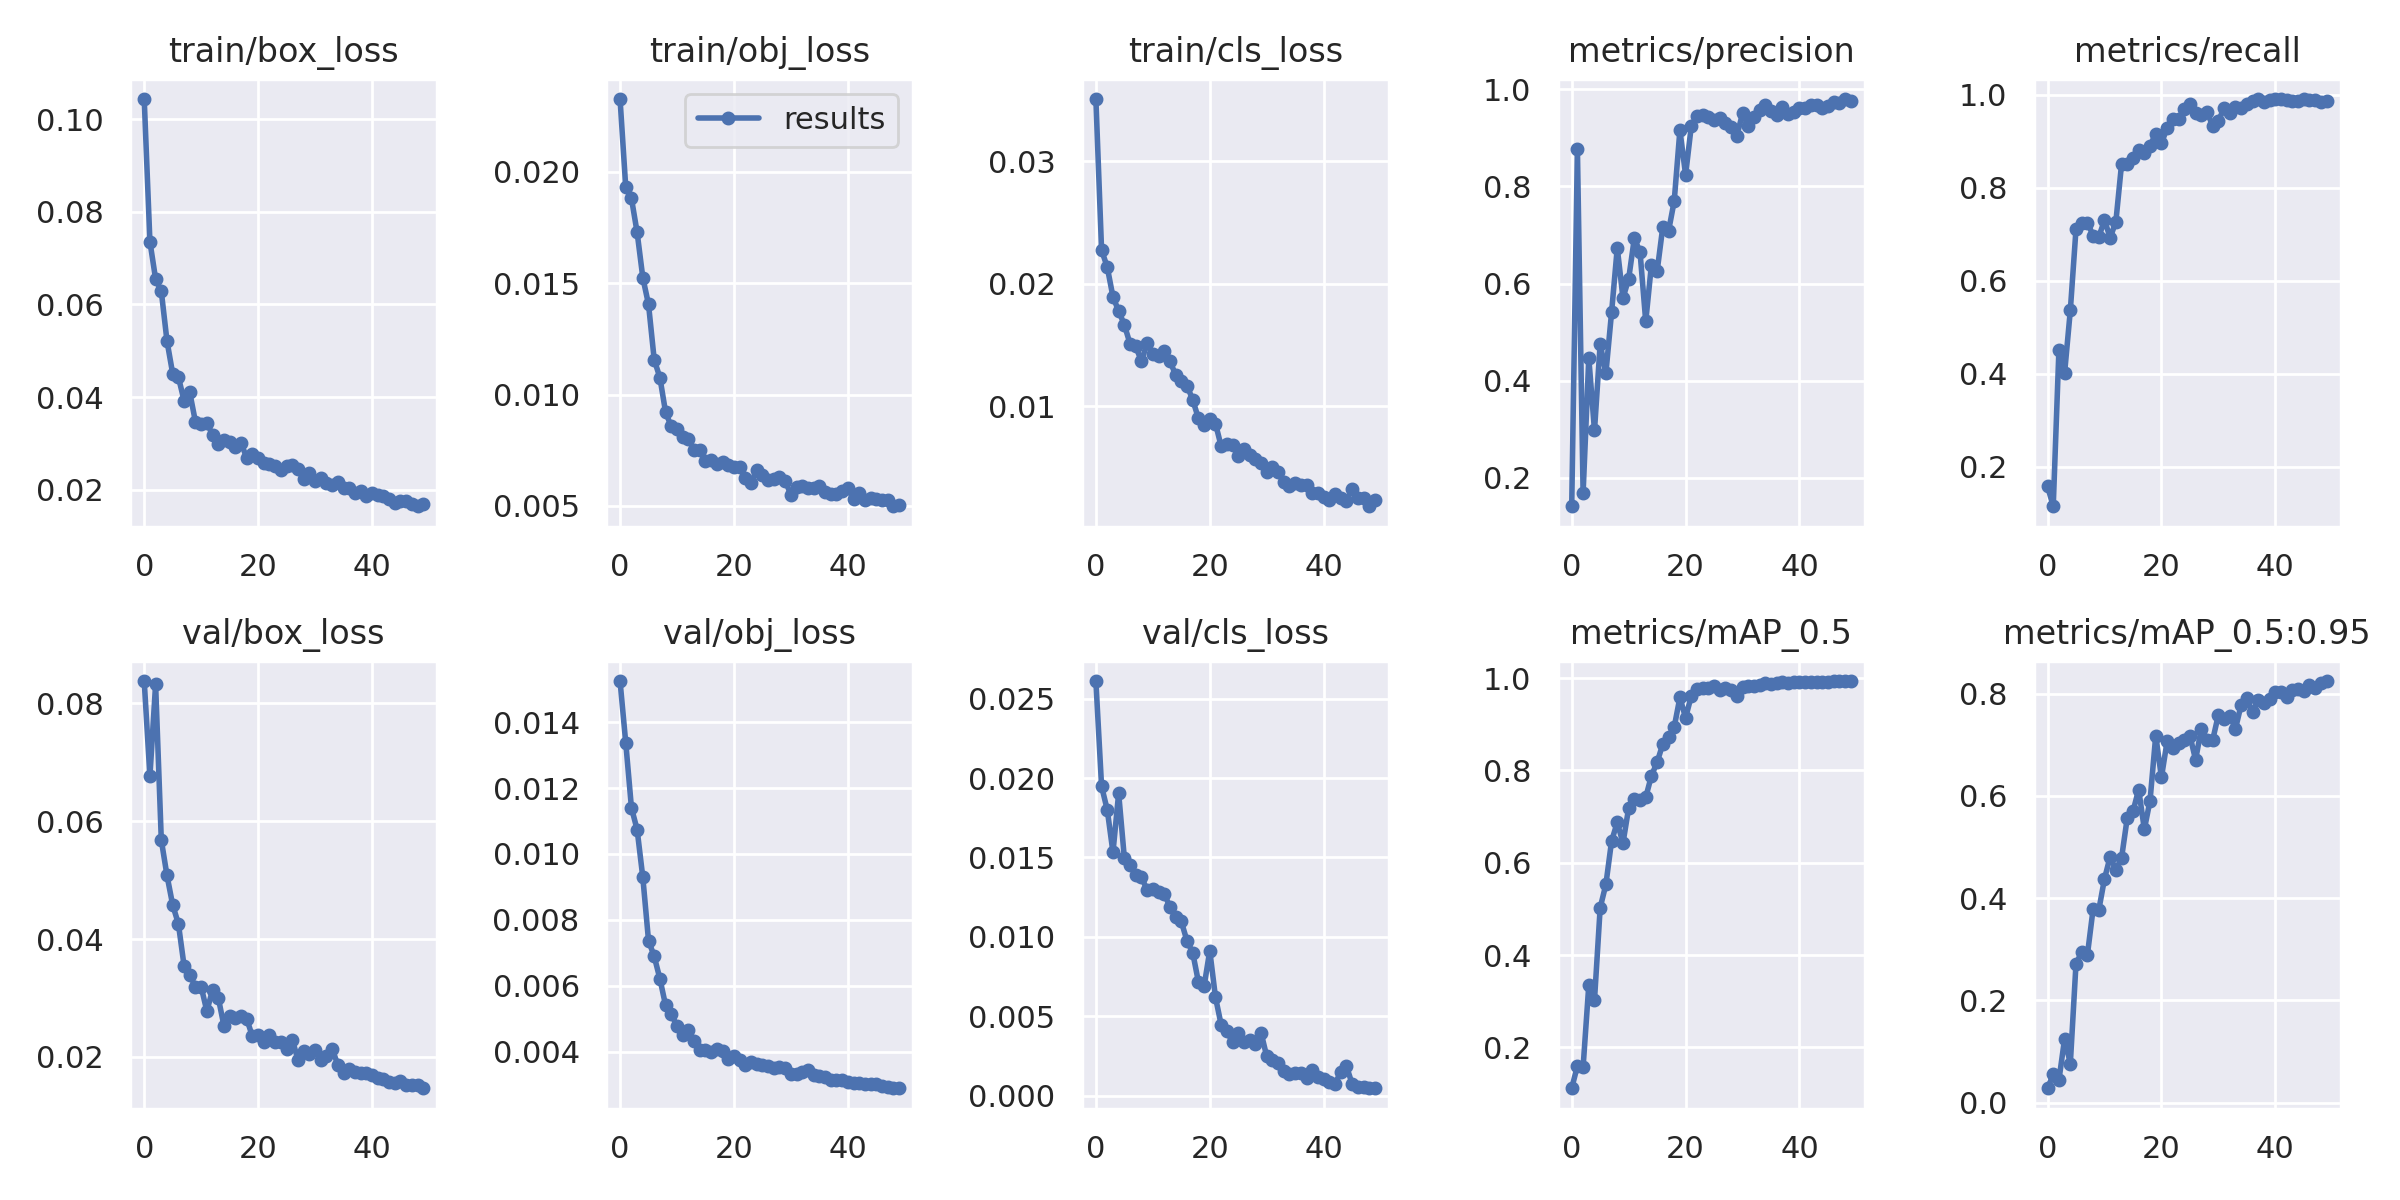 train/box_loss
0.10
0.08
0.06
0.04
0.02
0 20 40
train/obj_loss
results
0.020
0.015
0.010
0.005
0 20 40
train/cls_loss
0.03
0.02
0.01
0 20 40
metrics/precision
1.0
0.8
0.6
0.4
0.2
0 20 40
metrics/recall
1.0
0.8
0.6
0.4
0.2
0 20 40
val/box_loss
0.08
0.06
0.04
0.02
0 20 40
val/obj_loss
0.014
0.012
0.010
0.008
0.006
0.004
0 20 40
val/cls_loss
0.025
0.020
0.015
0.010
0.005
0.000
0 20 40
metrics/mAP_0.5
1.0
0.8
0.6
0.4
0.2
0 20 40
metrics/mAP_0.5:0.95
0.8
0.6
0.4
0.2
0.0
0 20 40